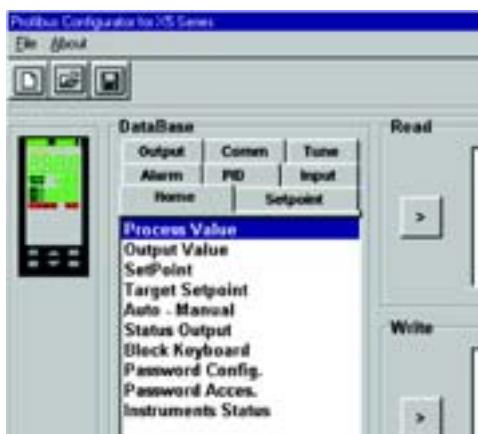 Profibus Configurator for X5 Series
File About
DataBase
Output Comm Tune
Alarm PID Input
Home Setpoint
Process Value
Output Value
SetPoint
Target Setpoint
Auto - Manual
Status Output
Block Keyboard
Password Config.
Password Acces.
Instruments Status
Read
>
Write
>